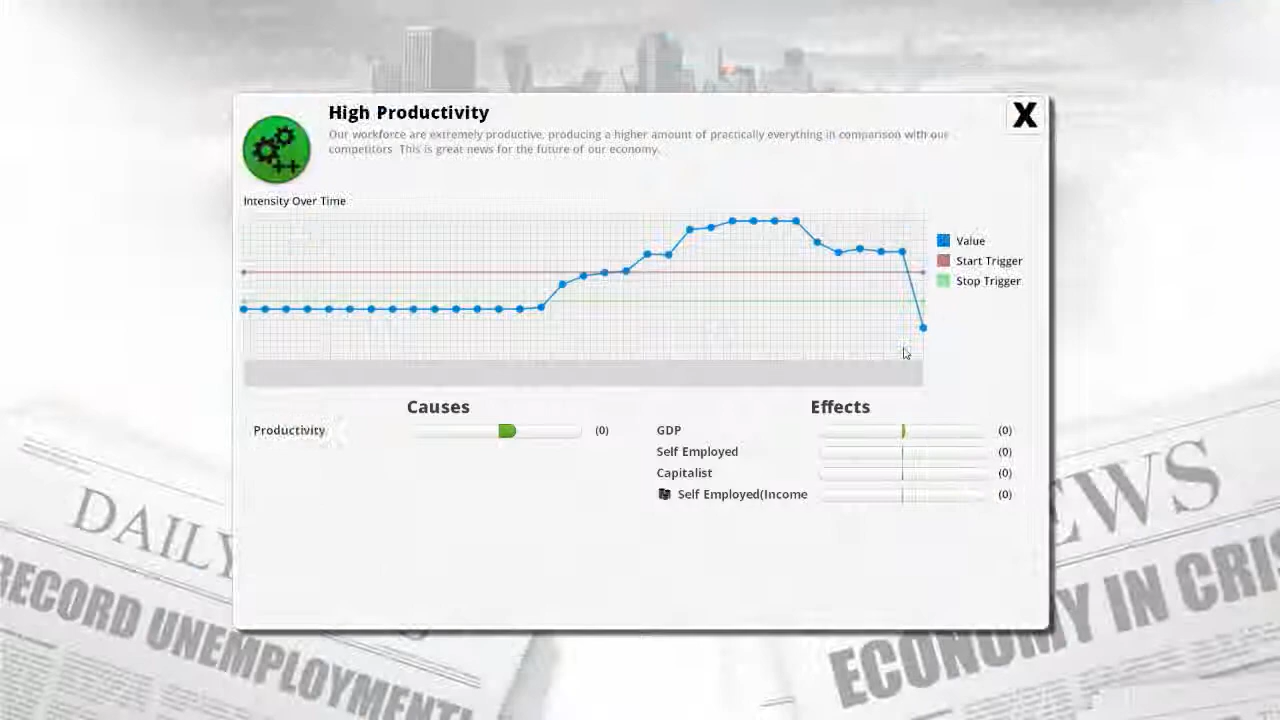 High Productivity
X
Our workforce are extremely productive, producing a higher amount of practically everything in comparison with our
competitors. This is great news for the future of our economy.
Intensity Over Time
Value
Start Trigger
Stop Trigger
Causes
Effects
Productivity
(0)
GDP
(0)
Self Employed
(0)
Capitalist
(0)
Self Employed(Income
(0)
DAILY
EWS
RECORD UNEMPLOYMENT
ECONOMY IN CRI